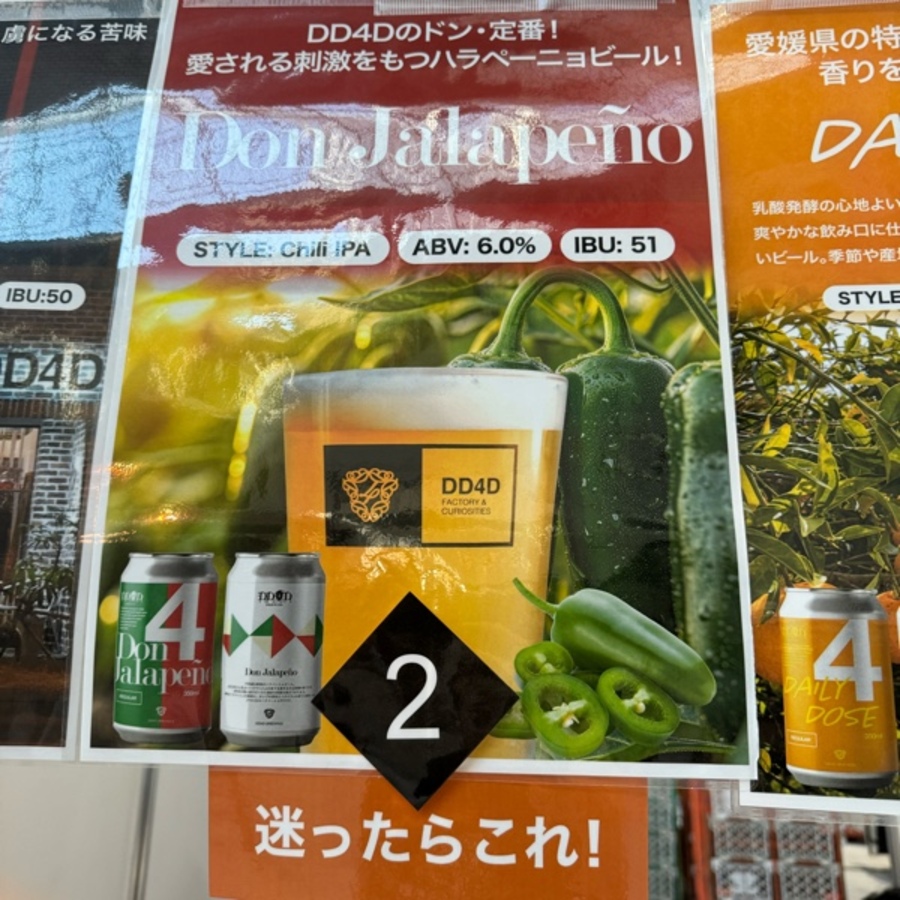 虜になる苦味
IBU:50
DD4D
DD4Dのドン・定番！
愛される刺激をもつハラペーニョビール！
Don Jalapeño
STYLE: Chili IPA
ABV: 6.0%
IBU: 51
DD4D
FACTORY &
CURIOSITIES
4
Don
Jalapeño
Don Jalapeño
2
迷ったらこれ！
愛媛県の特
香りを
DA
乳酸発酵の心地よい
爽やかな飲み口に仕
いビール。季節や産
STYLE
4
DAILY
DOSE